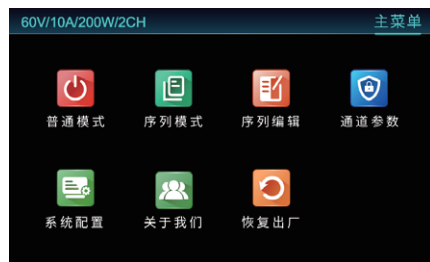 60V/10A/200W/2CH 主菜单
普通模式 序列模式 序列编辑 通道参数
系统配置 关于我们 恢复出厂